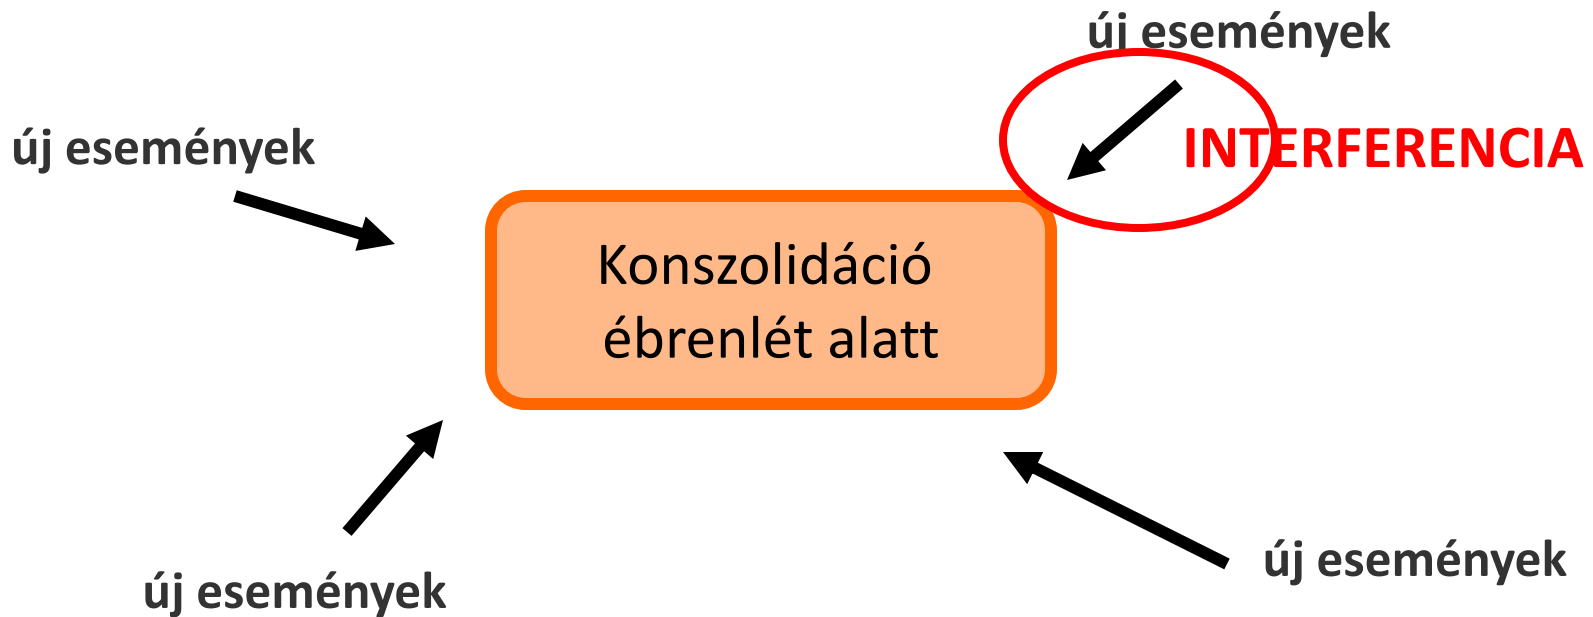 új események
új események
INTERFERENCIA
Konszolidáció
ébrenlét alatt
új események
új események